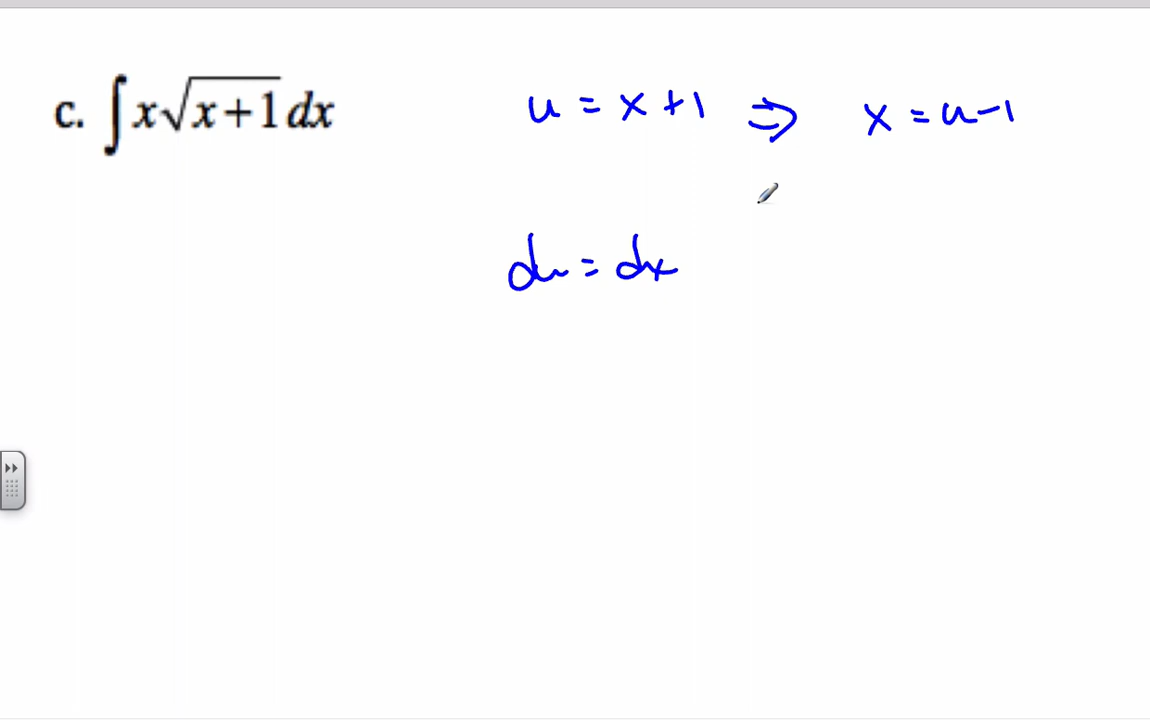 c. ∫x√(x+1) dx
u = x + 1 ⇒ x = u - 1
du = dx